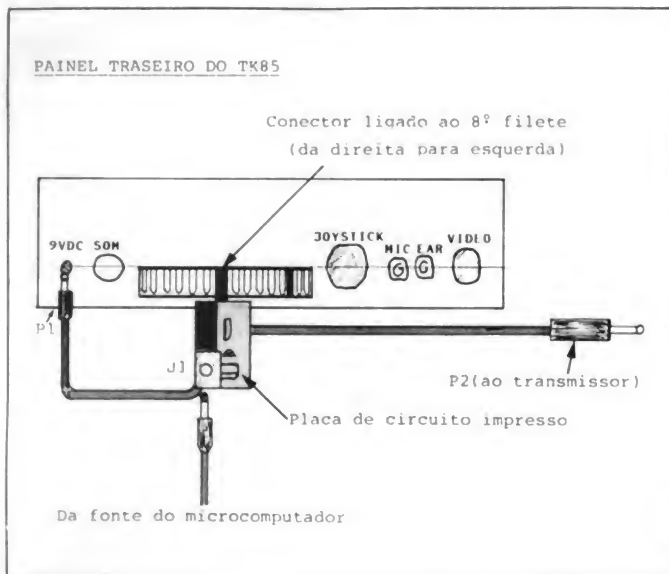 PAINEL TRASEIRO DO TK85
Conector ligado ao 8º filete
(da direita para esquerda)
9VDC SOM
JOYSTICK
MIC EAR
VIDEO
P1
J1
P2(ao transmissor)
Placa de circuito impresso
Da fonte do microcomputador